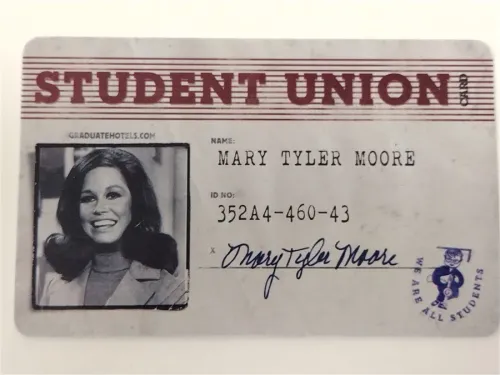 STUDENT UNION CARD
GRADUATEHOTELS.COM
NAME:
MARY TYLER MOORE
ID NO:
352A4-460-43
X Mary Tyler Moore
WE ARE ALL STUDENTS